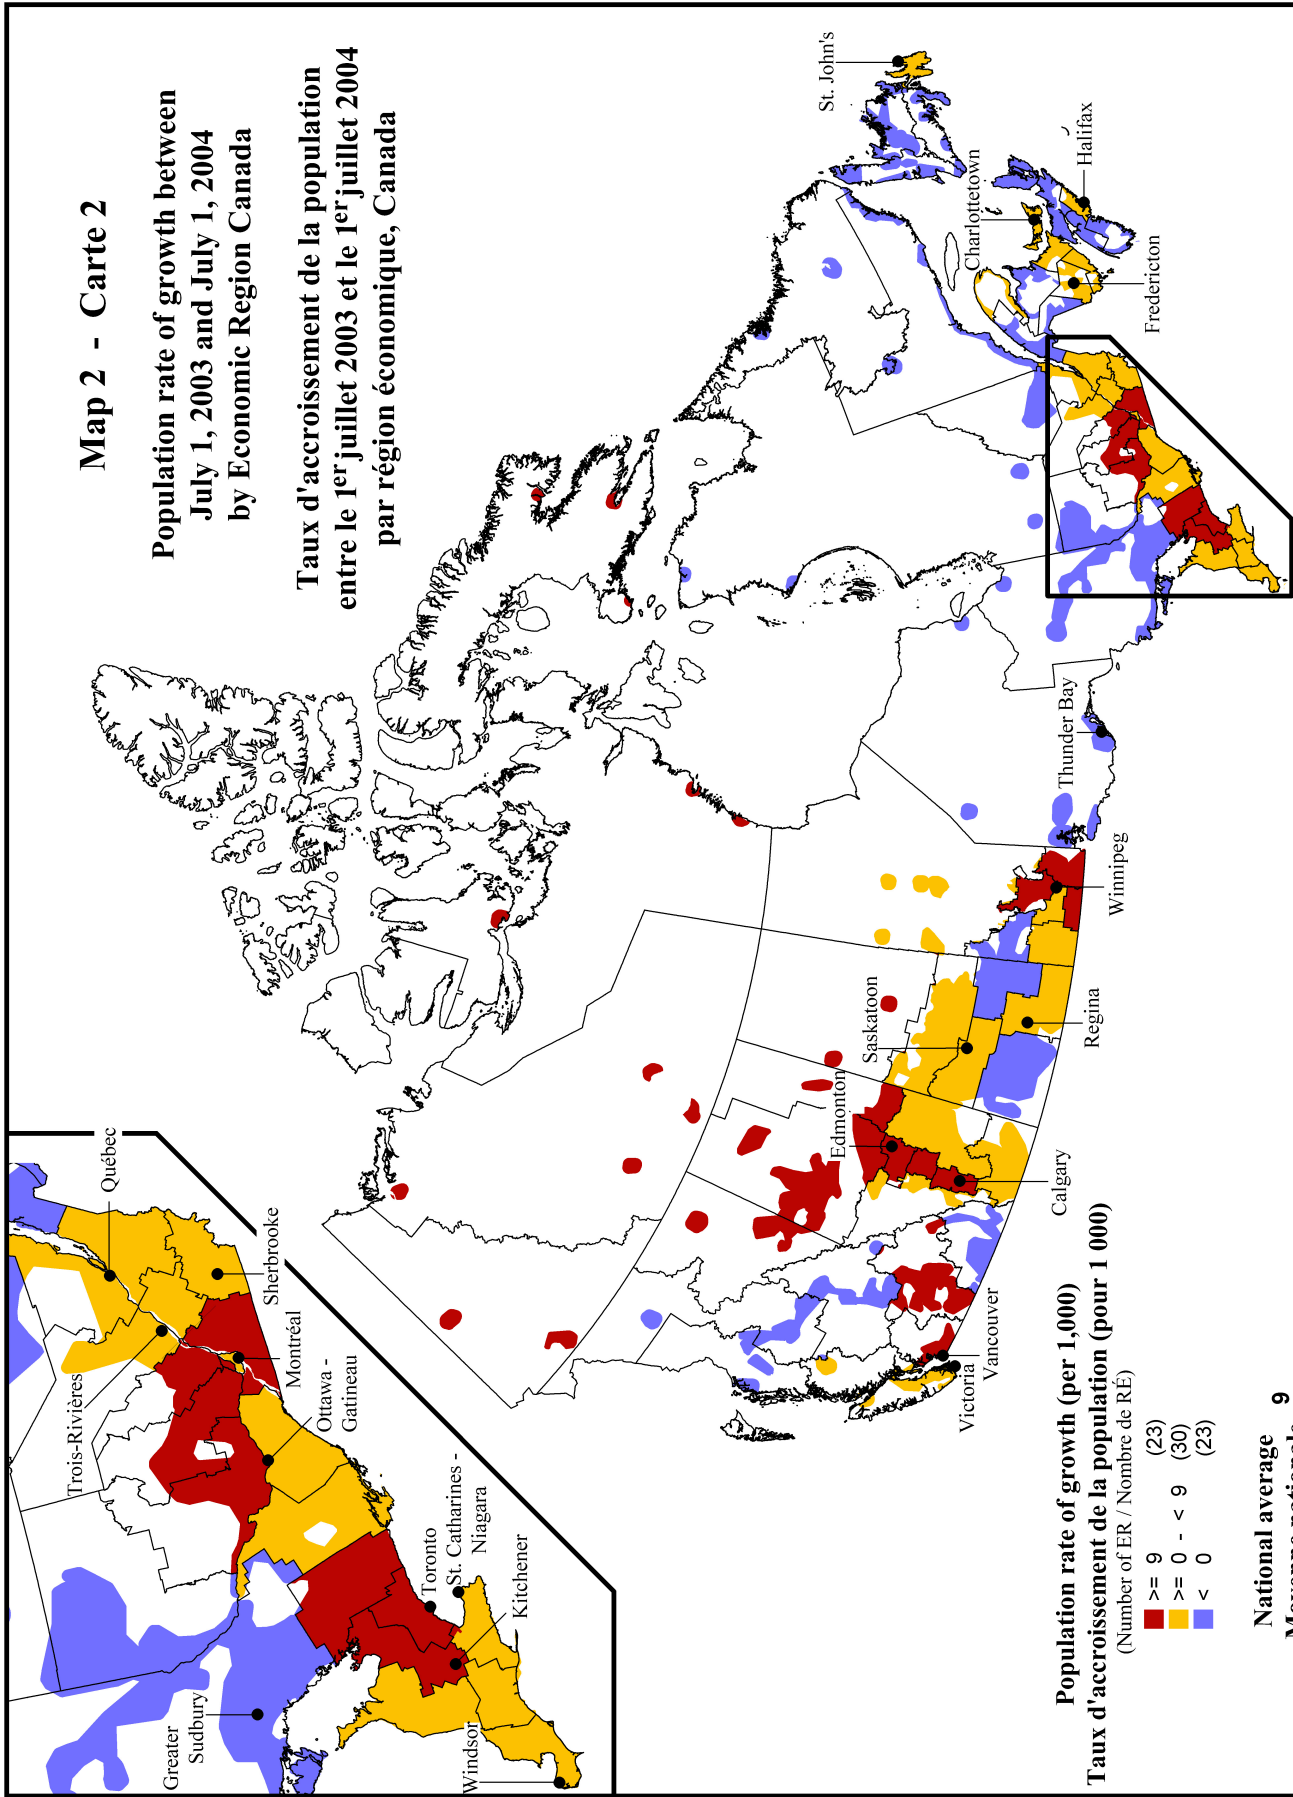 Map 2 - Carte 2
Population rate of growth between
July 1, 2003 and July 1, 2004
by Economic Region Canada
Taux d'accroissement de la population
entre le 1er juillet 2003 et le 1er juillet 2004
par région économique, Canada
Québec
Trois-Rivières
Sherbrooke
Montréal
Ottawa -
Gatineau
Toronto
St. Catharines -
Niagara
Kitchener
Greater
Sudbury
Windsor
St. John's
Charlottetown
Halifax
Fredericton
Thunder Bay
Winnipeg
Saskatoon
Regina
Edmonton
Calgary
Vancouver
Victoria
Population rate of growth (per 1,000)
Taux d'accroissement de la population (pour 1 000)
(Number of ER / Nombre de RÉ)
>= 9 (23)
>= 0 - < 9 (30)
< 0 (23)
National average 9